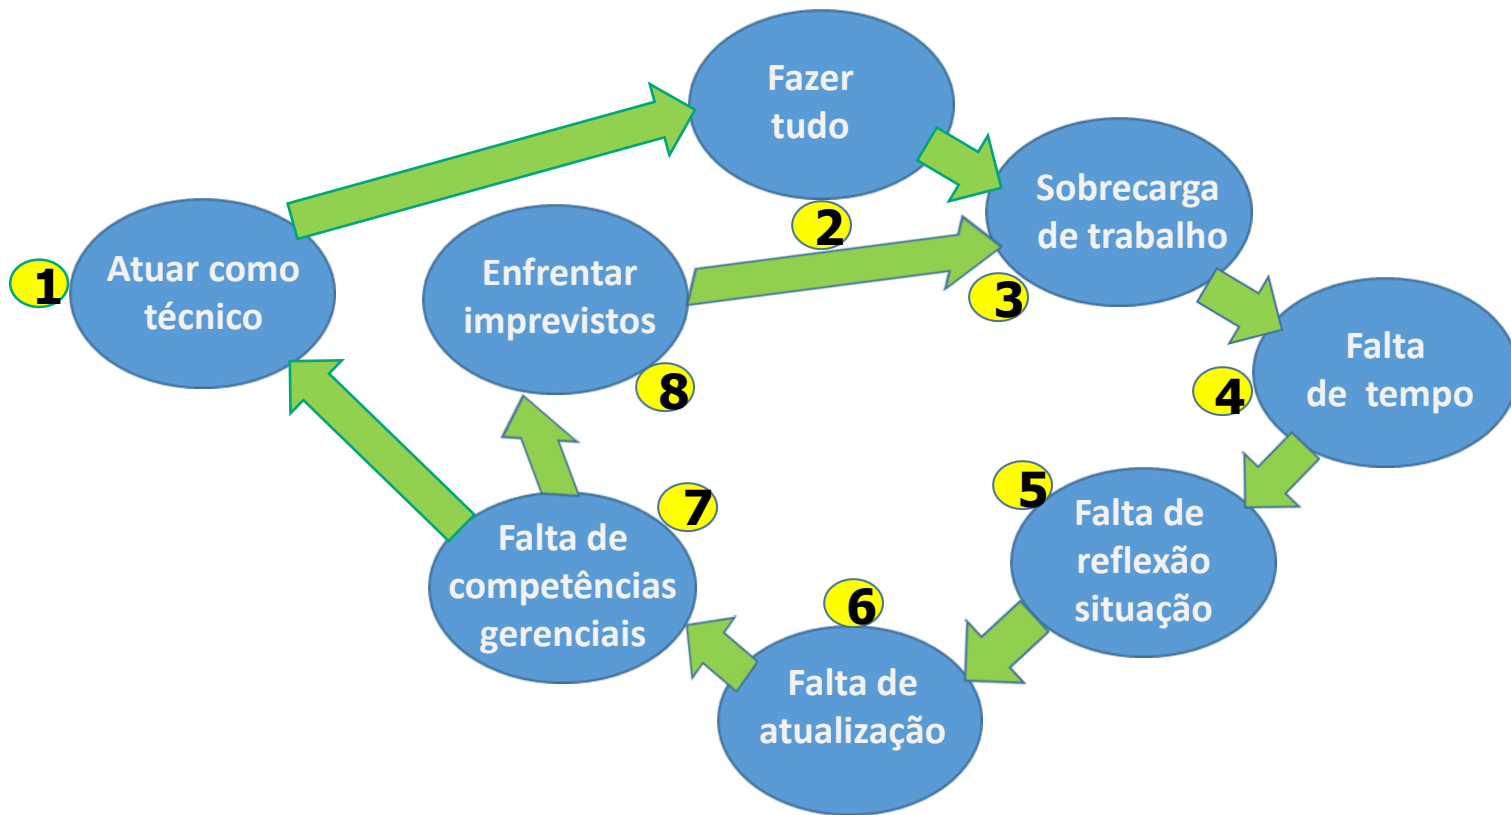 1
Atuar como
técnico
Fazer
tudo
2
Sobrecarga
de trabalho
3
Falta
de tempo
4
5
Falta de
reflexão
situação
6
Falta de
atualização
7
Falta de
competências
gerenciais
Enfrentar
imprevistos
8